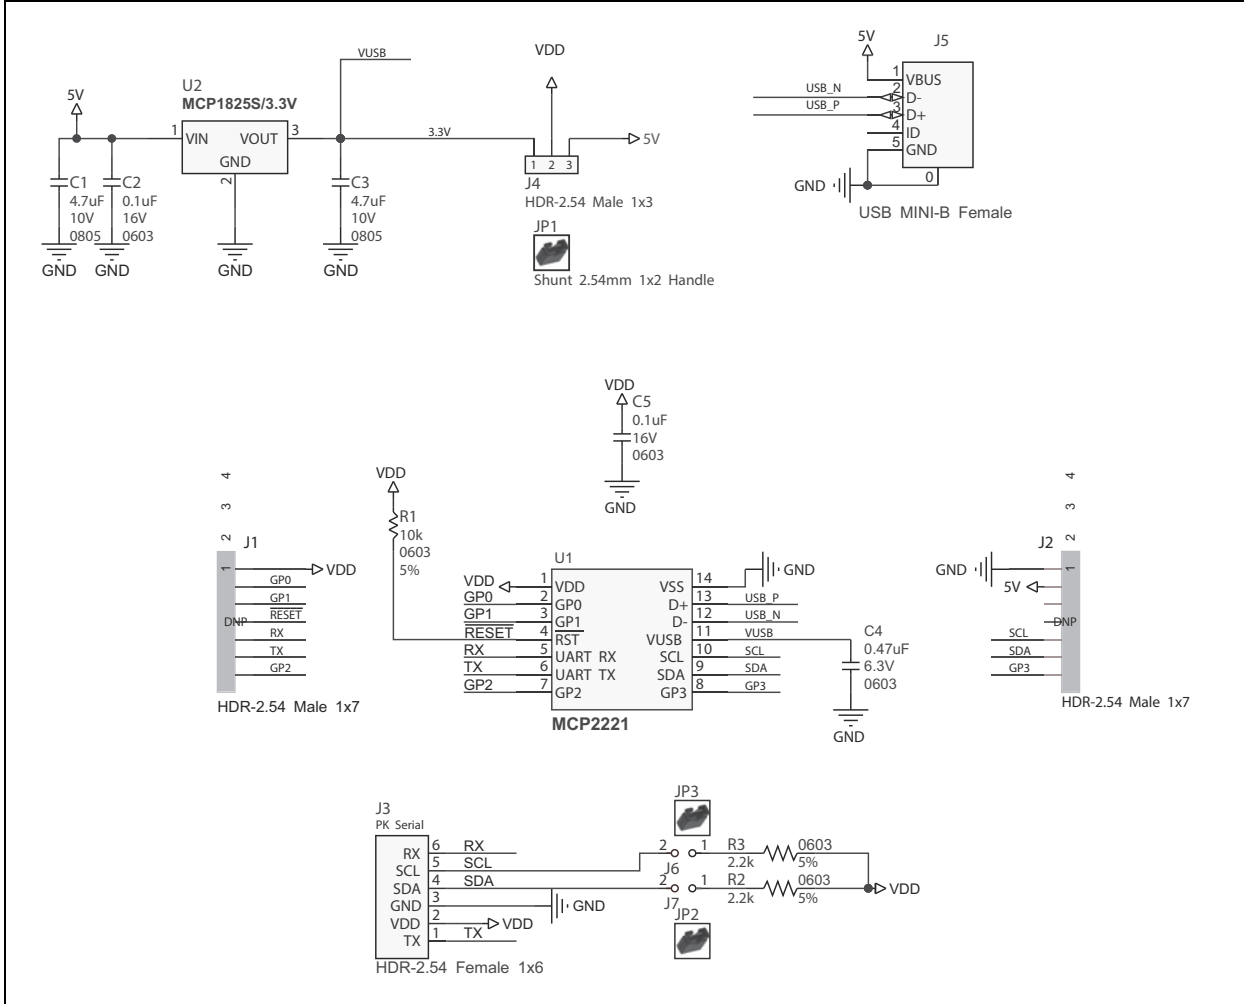 VUSB
U2
MCP1825S/3.3V
5V
1
VIN
VOUT
3
GND
2
C1
4.7uF
10V
0805
C2
0.1uF
16V
0603
C3
4.7uF
10V
0805
GND
GND
GND
GND
VDD
3.3V
5V
1 2 3
J4
HDR-2.54 Male 1x3
JP1
Shunt 2.54mm 1x2 Handle
5V
J5
1
VBUS
USB_N
2
D-
USB_P
3
D+
4
ID
5
GND
0
GND
USB MINI-B Female
VDD
C5
0.1uF
16V
0603
GND
4
3
2
1
J1
VDD
GP0
GP1
RESET
DNP
RX
TX
GP2
HDR-2.54 Male 1x7
VDD
R1
10k
0603
5%
U1
VDD 1 VDD
GP0 2 GP0
GP1 3 GP1
RESET 4 RST
RX 5 UART RX
TX 6 UART TX
GP2 7 GP2
VSS 14 GND
D+ 13 USB_P
D- 12 USB_N
VUSB 11 VUSB
SCL 10 SCL
SDA 9 SDA
GP3 8 GP3
MCP2221
C4
0.47uF
6.3V
0603
GND
4
3
2
1
J2
GND
5V
DNP
SCL
SDA
GP3
HDR-2.54 Male 1x7
J3
PK Serial
RX 6 RX
SCL 5 SCL
SDA 4 SDA
GND 3 GND
VDD 2 VDD
TX 1 TX
HDR-2.54 Female 1x6
JP3
2 1
J6
R3
2.2k
0603
5%
2 1
J7
R2
2.2k
0603
5%
VDD
JP2